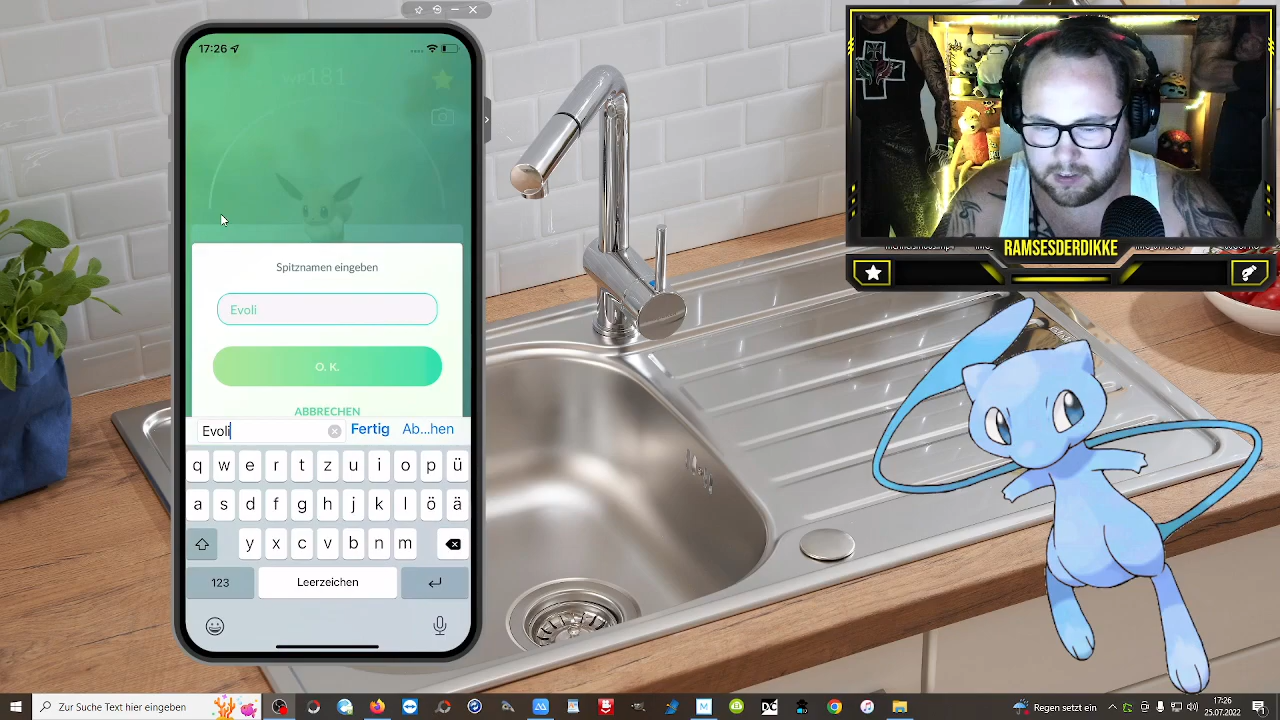 17:26
WP181
Spitznamen eingeben
Evoli
O. K.
ABBRECHEN
Evoli
Fertig
Ab...hen
q w e r t z u i o p ü
a s d f g h j k l ö ä
y x c v b n m
123
Leerzeichen
RAMSESDERDIKKE
Zur Suche Text hier eingeben
M
DC
Regen setzt ein
17:26
25.07.2022